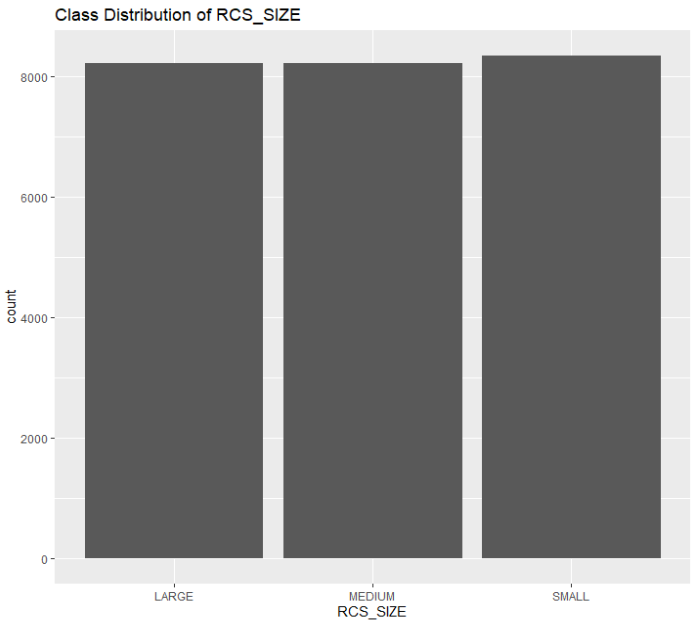 Class Distribution of RCS_SIZE
count
8000
6000
4000
2000
0
LARGE MEDIUM SMALL
RCS_SIZE